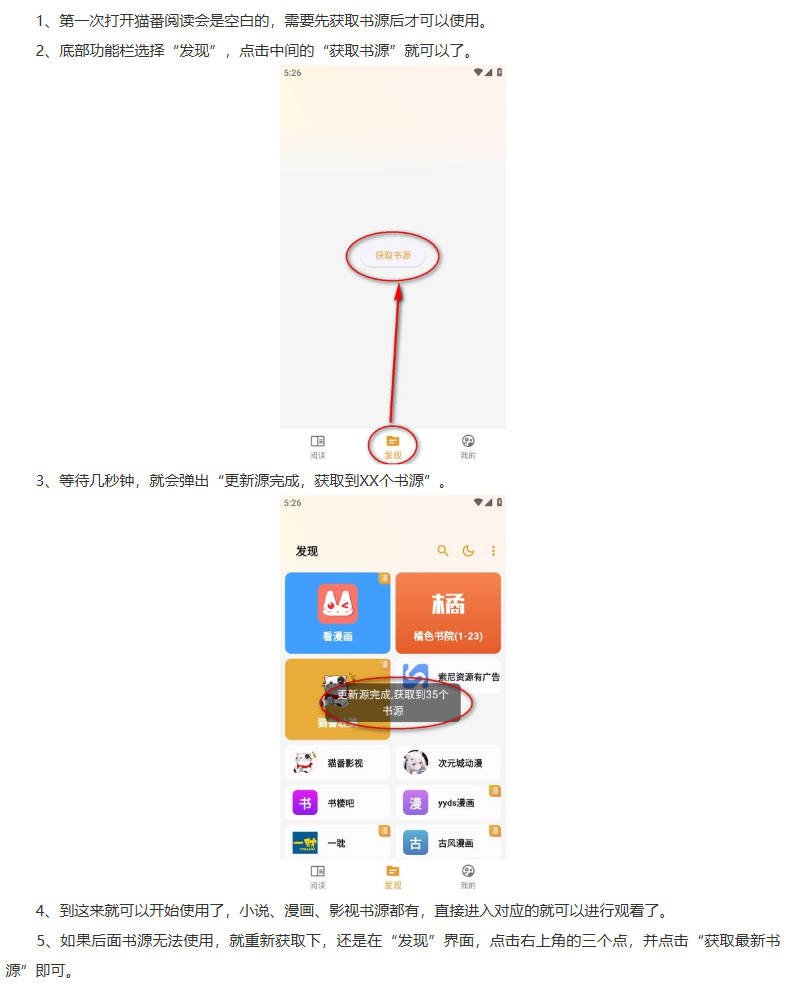 1、第一次打开猫番阅读会是空白的，需要先获取书源后才可以使用。
2、底部功能栏选择“发现”，点击中间的“获取书源”就可以了。
5:26
获取书源
阅读
发现
我的
3、等待几秒钟，就会弹出“更新源完成，获取到XX个书源”。
5:26
发现
漫
看漫画
橘
橘色书院(1-23)
漫
索尼资源有广告
更新源完成,获取到35个
书源
猫番影视
次元城动漫
书
书楼吧
漫
漫
yyds漫画
漫
一耽
一耽
漫
古
古风漫画
阅读
发现
我的
4、到这来就可以开始使用了，小说、漫画、影视书源都有，直接进入对应的就可以进行观看了。
5、如果后面书源无法使用，就重新获取下，还是在“发现”界面，点击右上角的三个点，并点击“获取最新书
源”即可。